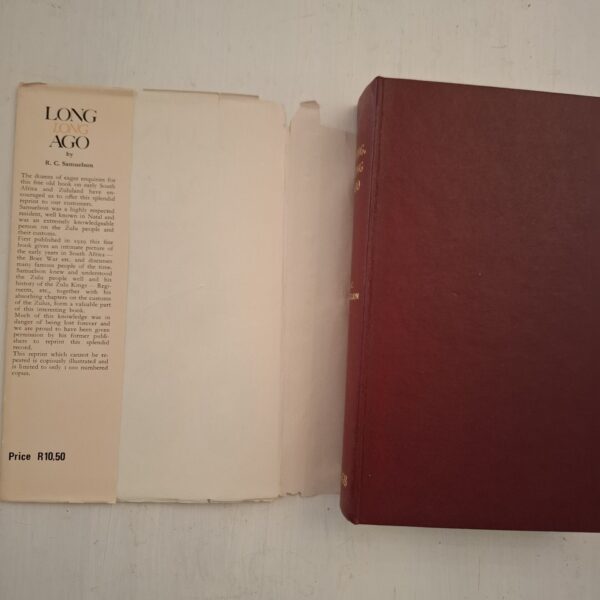 LONG
LONG
AGO
by
R. C. Samuelson
The dozens of eager enquiries for
this fine old book on early South
Africa and Zululand have en-
couraged us to offer this splendid
reprint to our customers.
Samuelson was a highly respected
resident, well known in Natal and
was an extremely knowledgeable
person on the Zulu people and
their customs.
First published in 1929 this fine
book gives an intimate picture of
the early years in South Africa —
the Boer War etc. and discusses
many famous people of the time.
Samuelson knew and understood
the Zulu people well and his
history of the Zulu Kings — Regi-
ments, etc., together with his
absorbing chapters on the customs
of the Zulus, form a valuable part
of this interesting book.
Much of this knowledge was in
danger of being lost forever and
we are proud to have been given
permission by his former publi-
shers to reprint this splendid
record.
This reprint which cannot be re-
peated is copiously illustrated and
is limited to only 1 000 numbered
copies.
Price R10.50